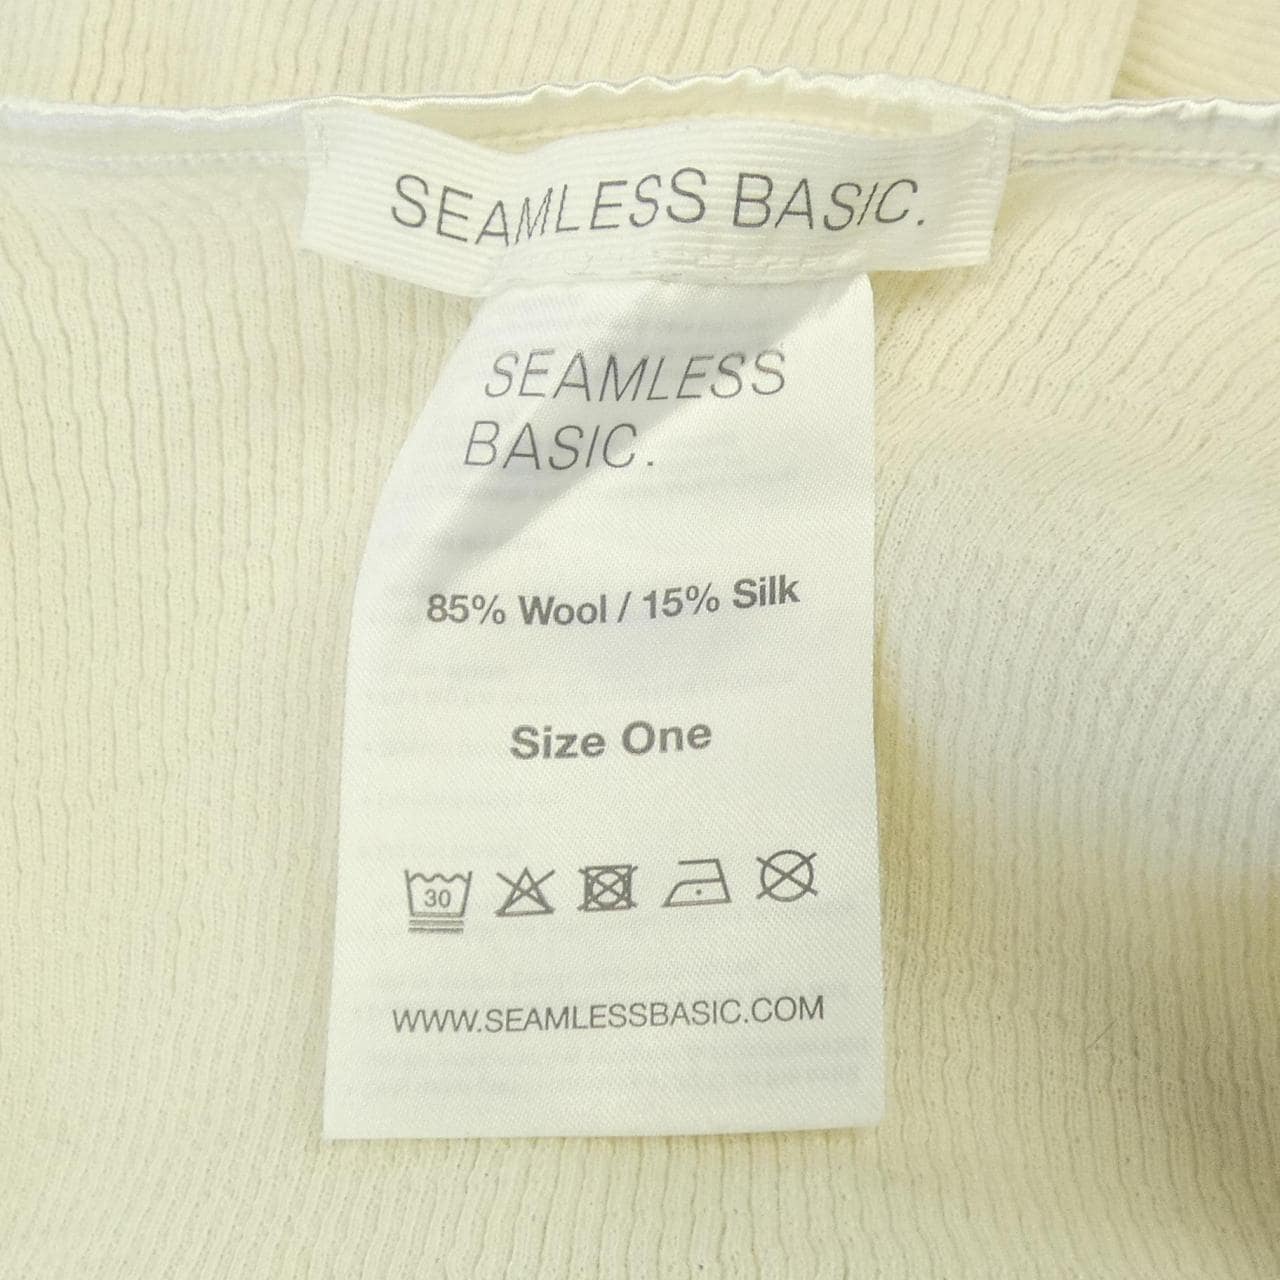 SEAMLESS BASIC.
SEAMLESS
BASIC.
85% Wool / 15% Silk
Size One
30
WWW.SEAMLESSBASIC.COM